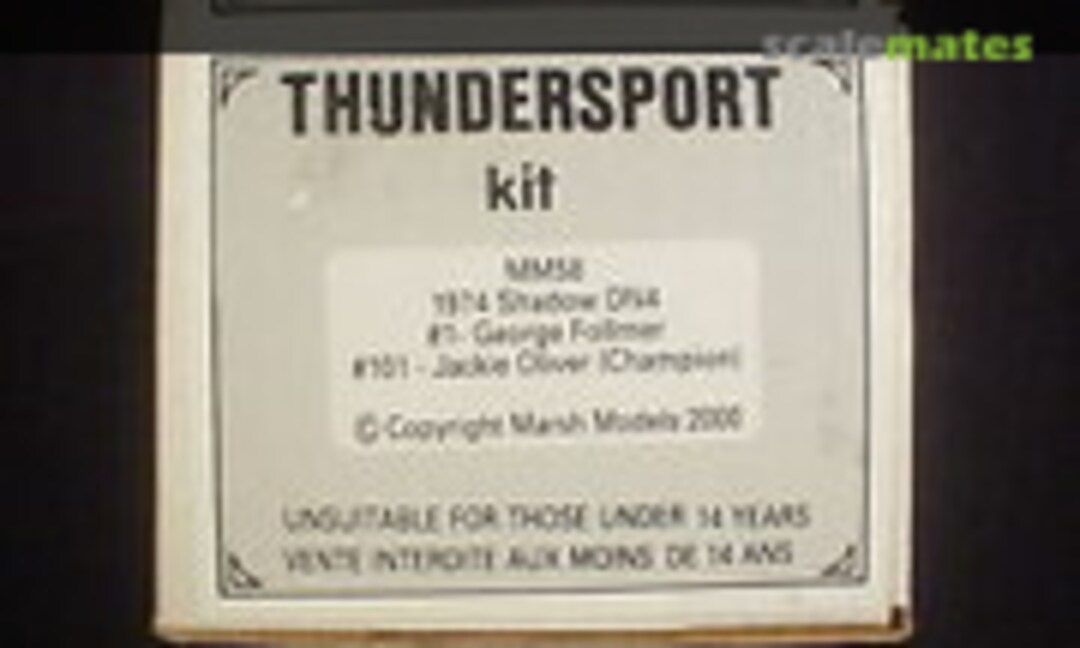 scalemates
THUNDERSPORT
kit
MM58
1974 Shadow DN4
#1- George Follmer
#101 - Jackie Oliver (Champion)
© Copyright Marsh Models 2000
UNSUITABLE FOR THOSE UNDER 14 YEARS
VENTE INTERDITE AUX MOINS DE 14 ANS